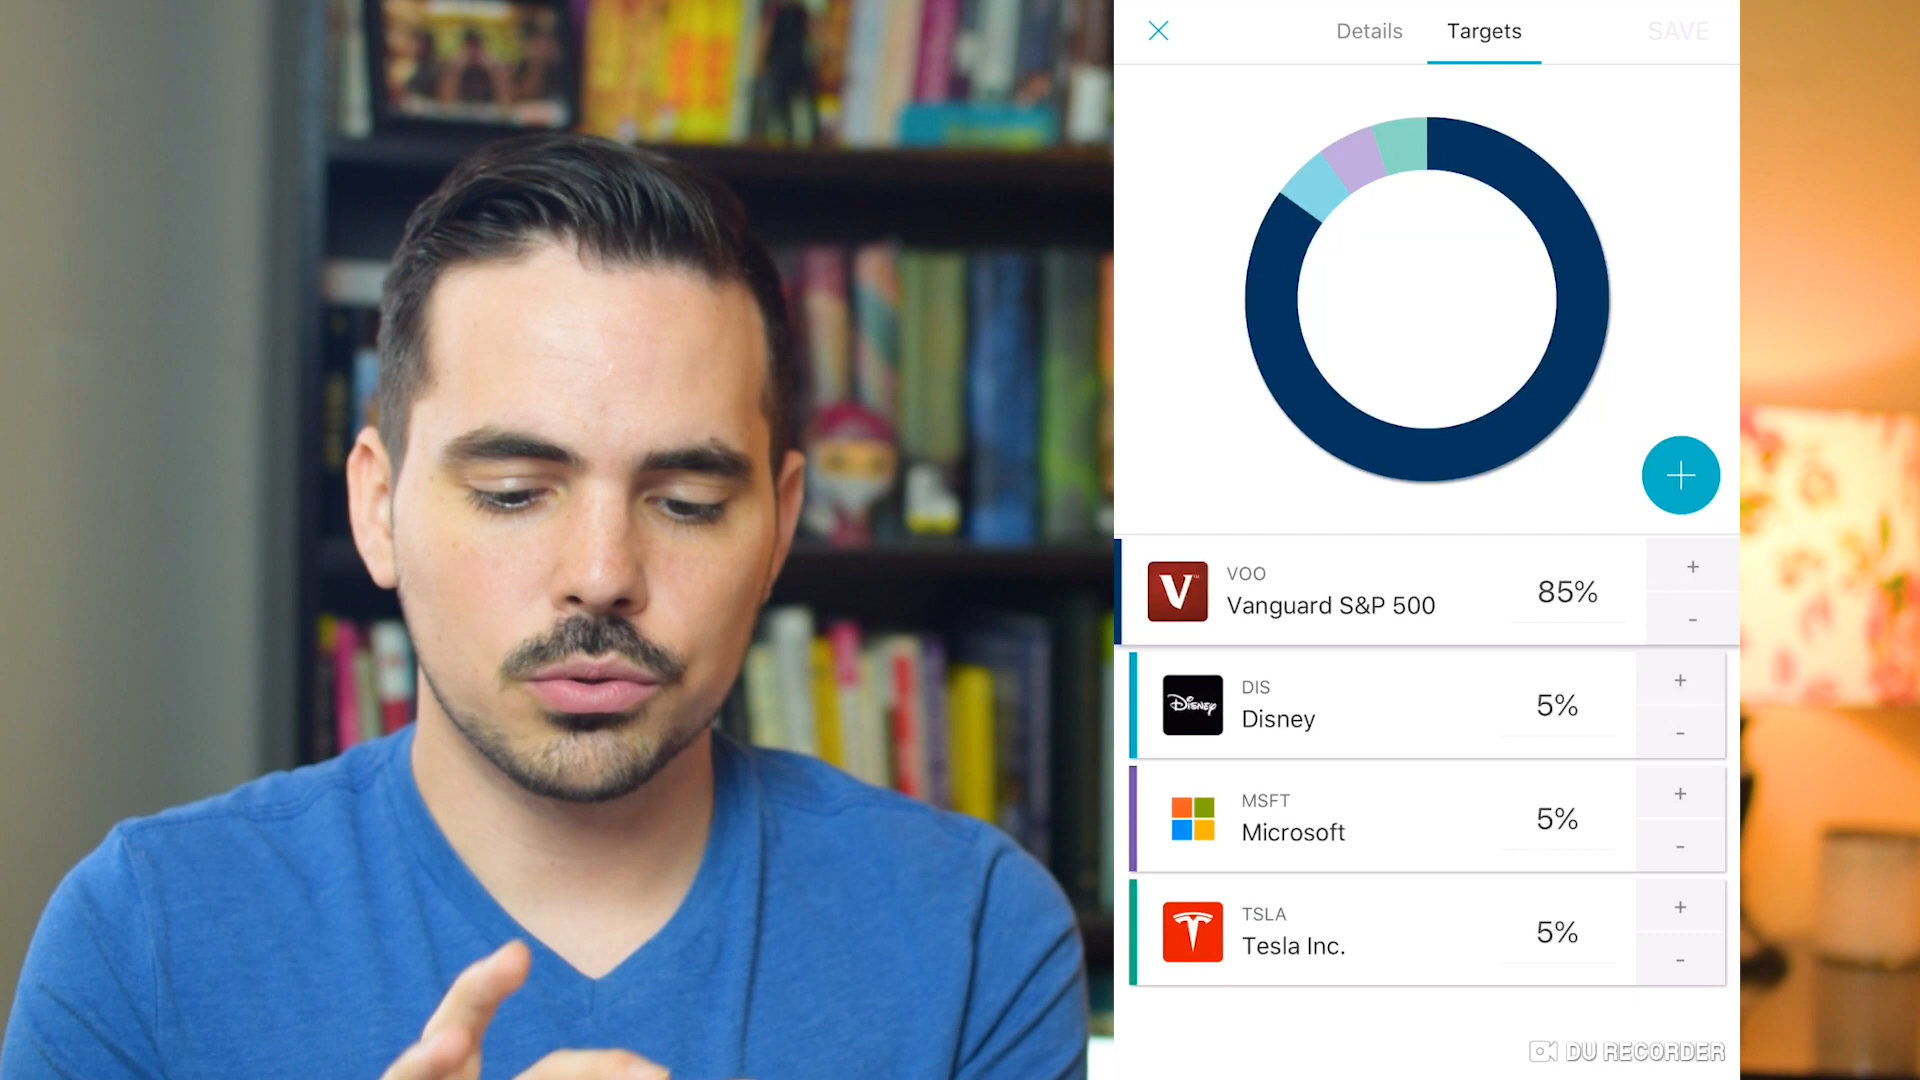 Details
Targets
SAVE
+
V
VOO
Vanguard S&P 500
85%
+
-
Disney
DIS
Disney
5%
+
-
MSFT
Microsoft
5%
+
-
TSLA
Tesla Inc.
5%
+
-
DU RECORDER